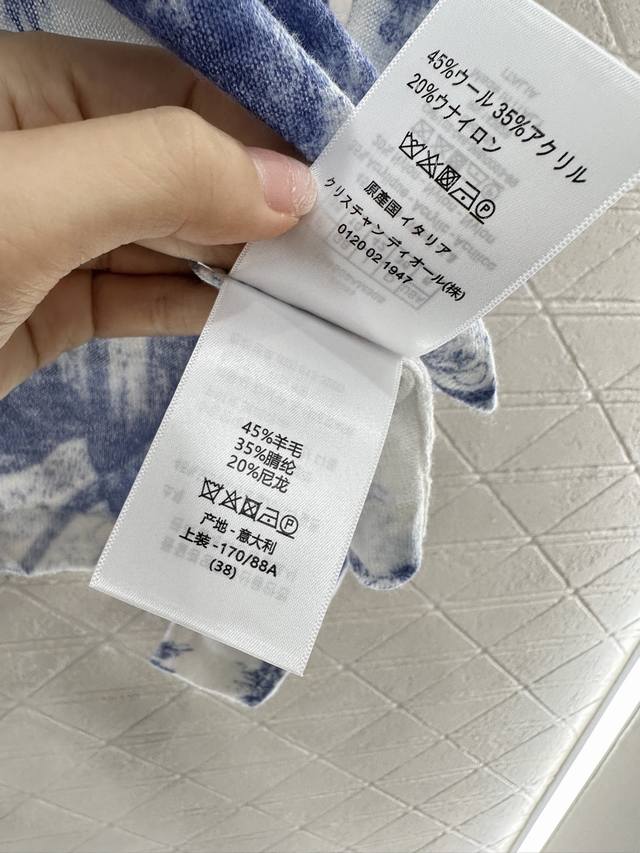 45%ウール 35%アクリル
20%ウナイロン
原産国 イタリア
クリスチャン ディオール(株)
0120 02 1947
45%羊毛
35%腈纶
20%尼龙
产地 - 意大利
上装 -170/88A
(38)